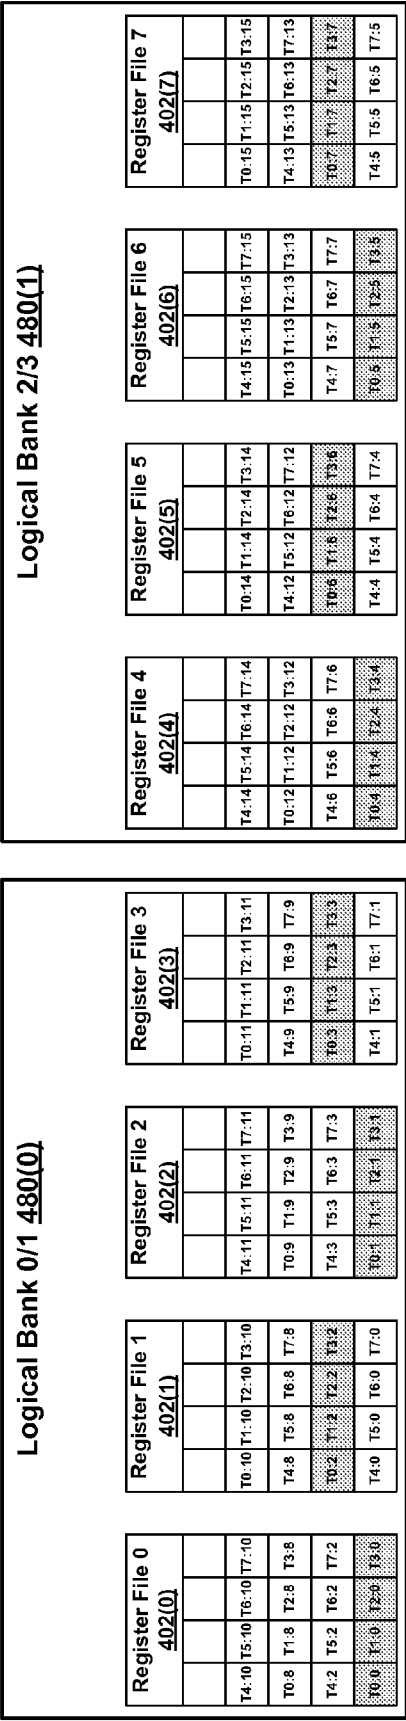 Logical Bank 0/1 480(0)
Register File 0
402(0)
T4:10 T5:10 T6:10 T7:10
T0:8 T1:8 T2:8 T3:8
T4:2 T5:2 T6:2 T7:2
T0:0 T1:0 T2:0 T3:0
Register File 1
402(1)
T0:10 T1:10 T2:10 T3:10
T4:8 T5:8 T6:8 T7:8
T0:2 T1:2 T2:2 T3:2
T4:0 T5:0 T6:0 T7:0
Register File 2
402(2)
T4:11 T5:11 T6:11 T7:11
T0:9 T1:9 T2:9 T3:9
T4:3 T5:3 T6:3 T7:3
T0:1 T1:1 T2:1 T3:1
Register File 3
402(3)
T0:11 T1:11 T2:11 T3:11
T4:9 T5:9 T6:9 T7:9
T0:3 T1:3 T2:3 T3:3
T4:1 T5:1 T6:1 T7:1
Logical Bank 2/3 480(1)
Register File 4
402(4)
T4:14 T5:14 T6:14 T7:14
T0:12 T1:12 T2:12 T3:12
T4:6 T5:6 T6:6 T7:6
T0:4 T1:4 T2:4 T3:4
Register File 5
402(5)
T0:14 T1:14 T2:14 T3:14
T4:12 T5:12 T6:12 T7:12
T0:6 T1:6 T2:6 T3:6
T4:4 T5:4 T6:4 T7:4
Register File 6
402(6)
T4:15 T5:15 T6:15 T7:15
T0:13 T1:13 T2:13 T3:13
T4:7 T5:7 T6:7 T7:7
T0:5 T1:5 T2:5 T3:5
Register File 7
402(7)
T0:15 T1:15 T2:15 T3:15
T4:13 T5:13 T6:13 T7:13
T0:7 T1:7 T2:7 T3:7
T4:5 T5:5 T6:5 T7:5